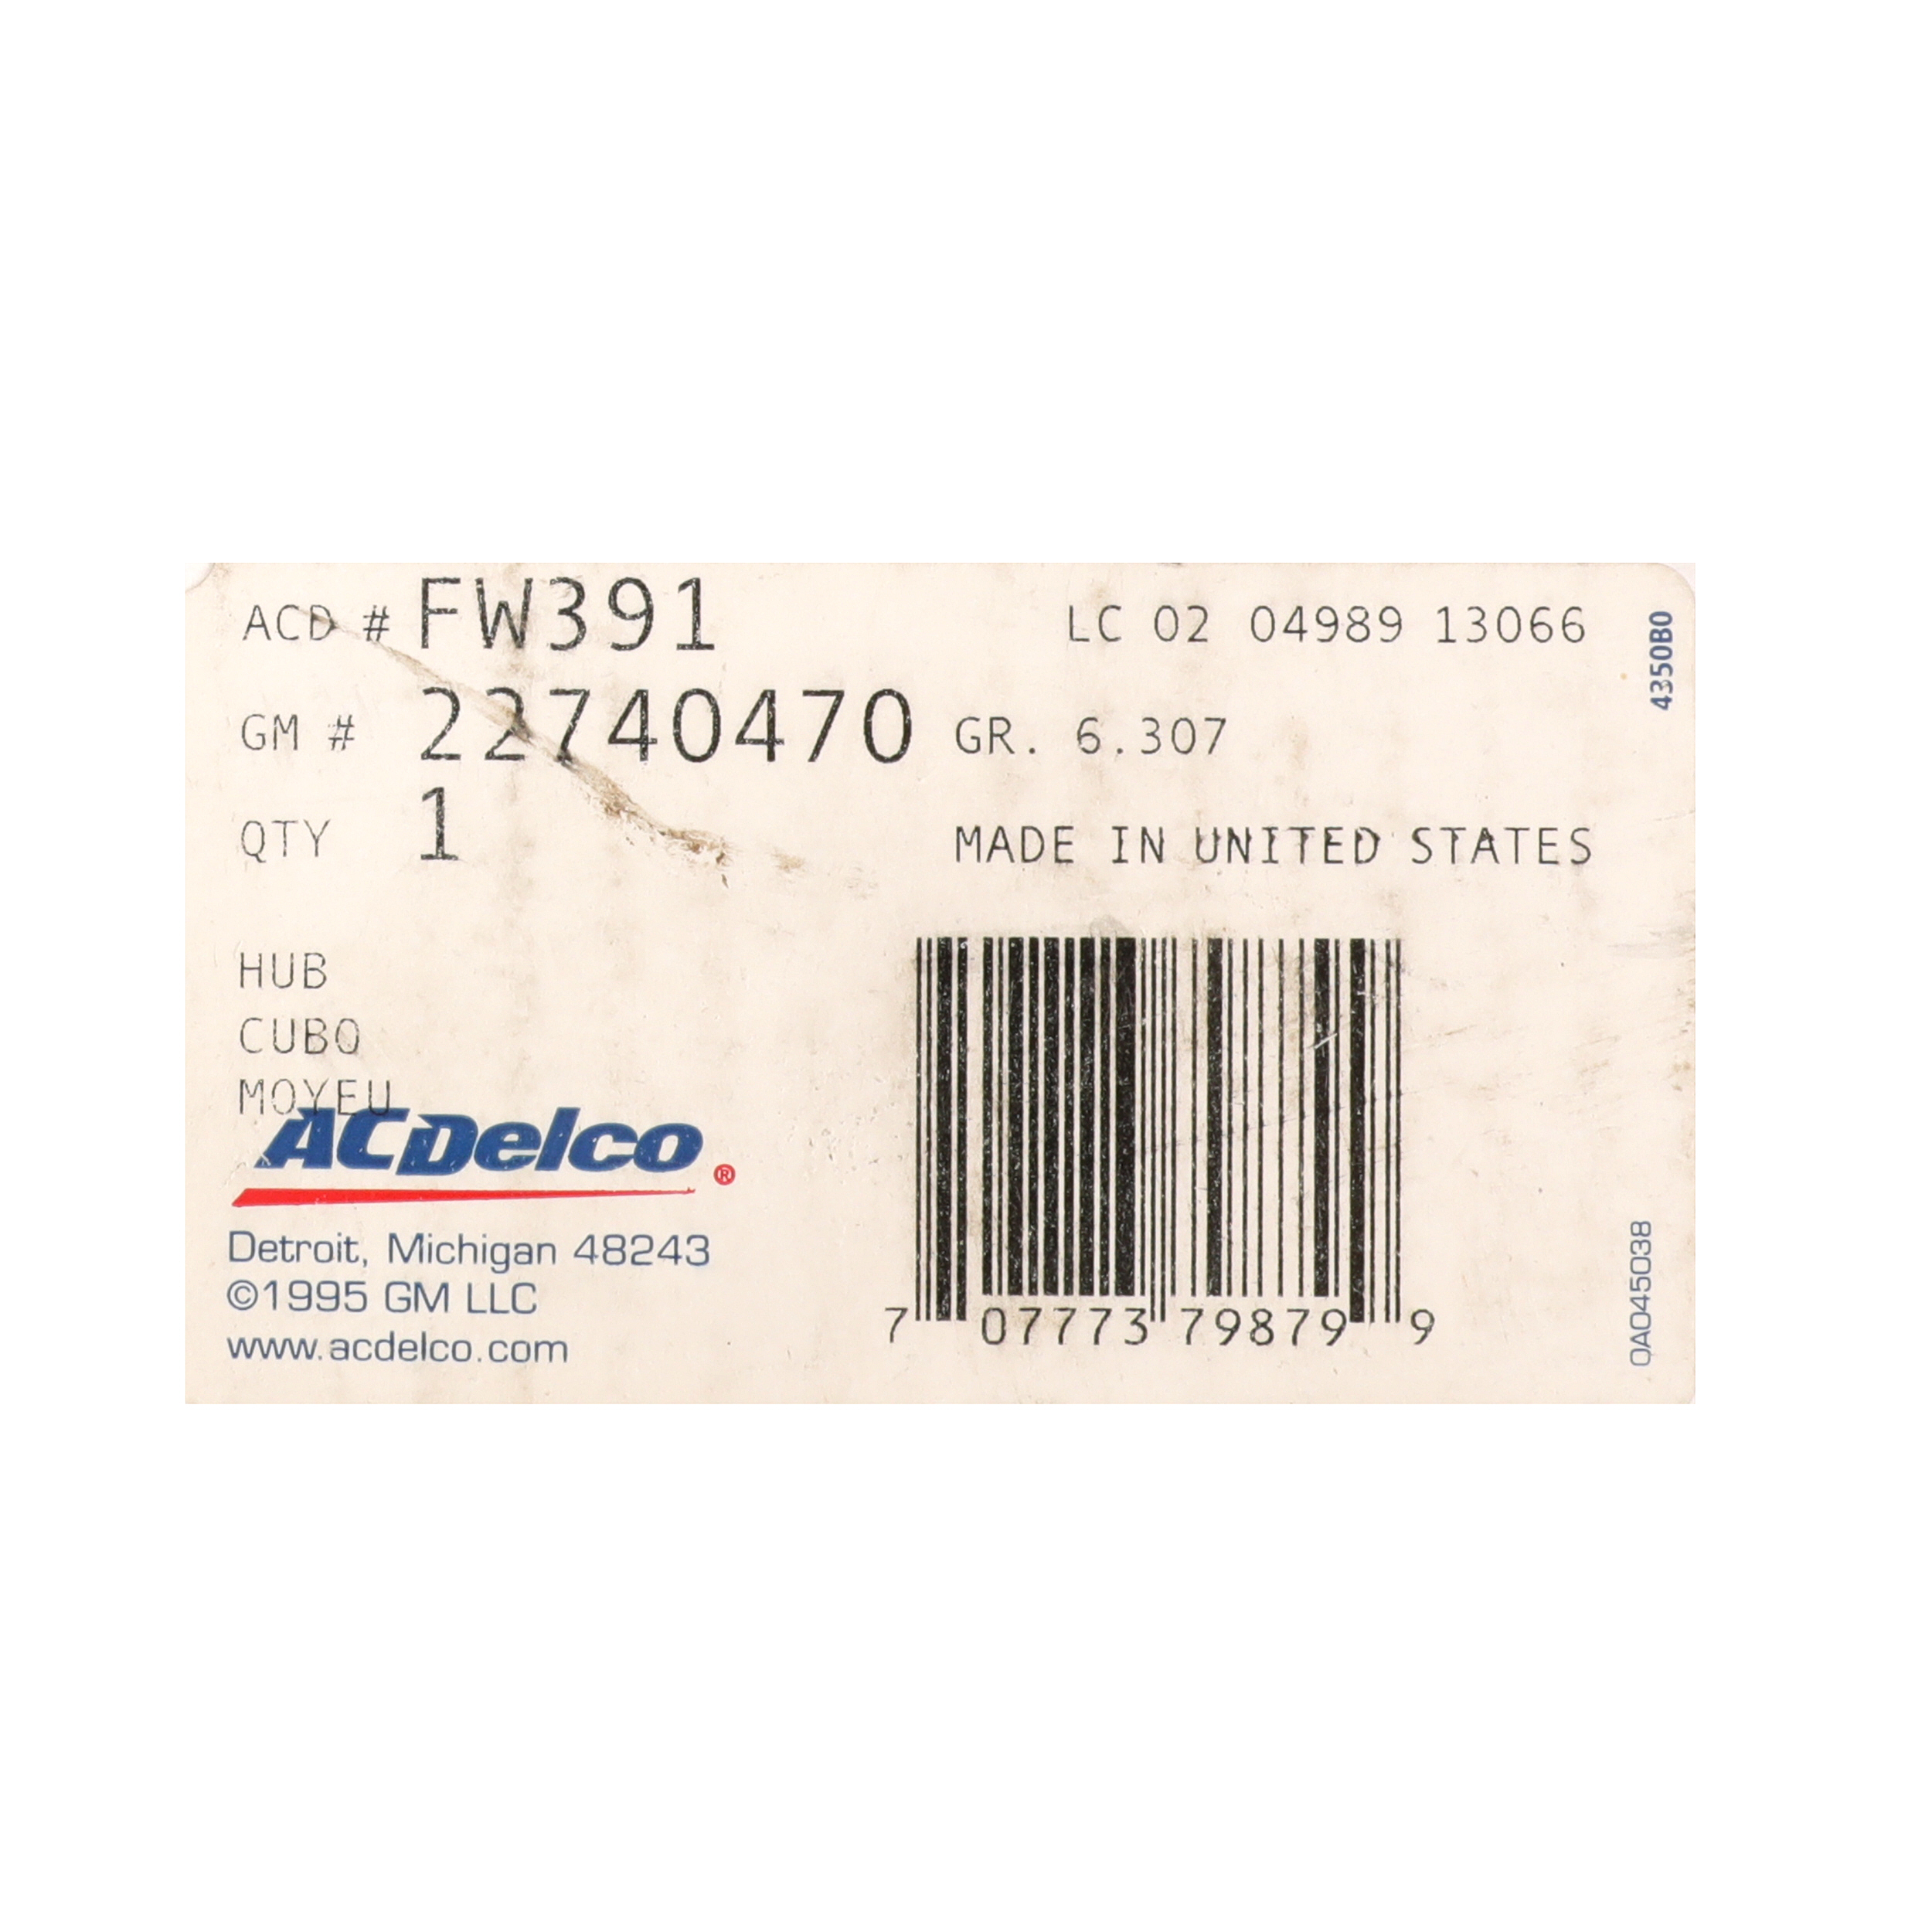 ACD # FW391 LC 02 04989 13066
GM # 22740470 GR. 6.307
QTY 1 MADE IN UNITED STATES
HUB
CUBO
MOYEU
ACDelco®
Detroit, Michigan 48243
©1995 GM LLC
www.acdelco.com
7 07773 79879 9
4350B0
QA045038